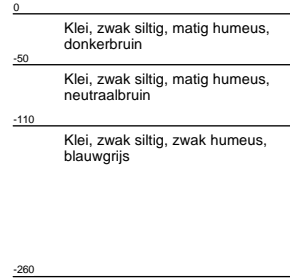 0
Klei, zwak siltig, matig humeus,
donkerbruin
-50
Klei, zwak siltig, matig humeus,
neutraalbruin
-110
Klei, zwak siltig, zwak humeus,
blauwgrijs
-260